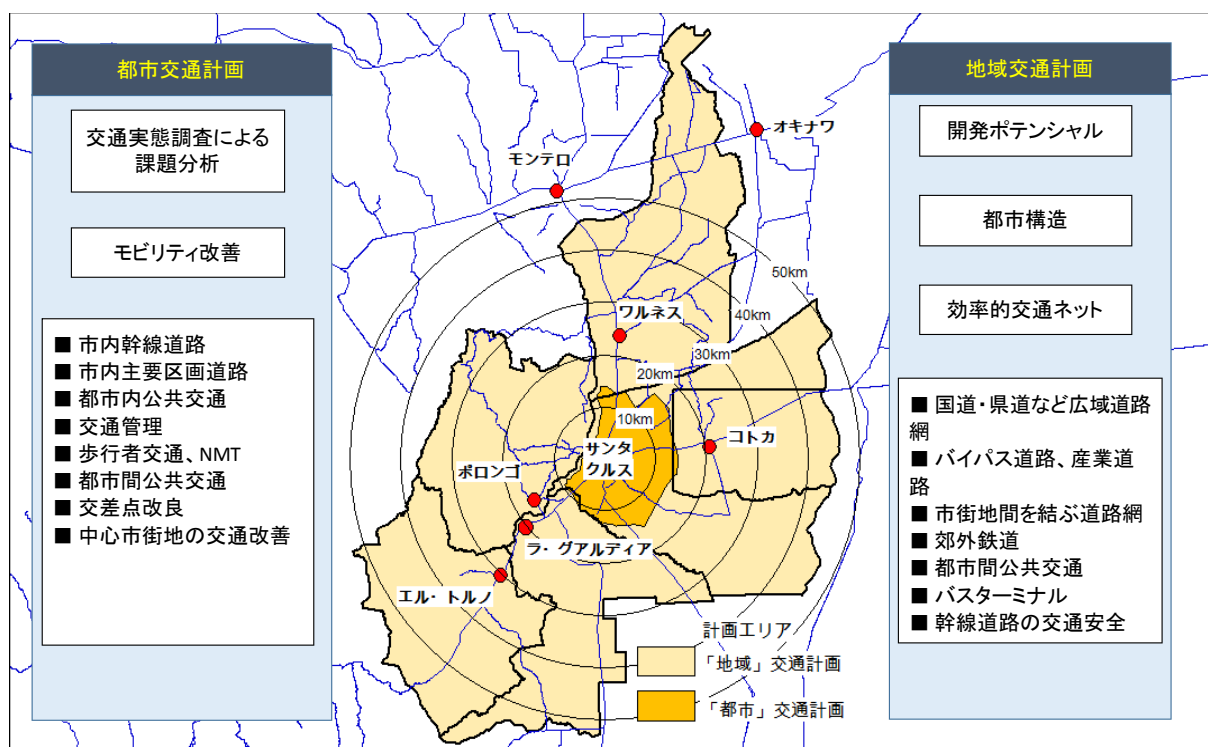 都市交通計画
交通実態調査による
課題分析
モビリティ改善
■ 市内幹線道路
■ 市内主要区画道路
■ 都市内公共交通
■ 交通管理
■ 歩行者交通、NMT
■ 都市間公共交通
■ 交差点改良
■ 中心市街地の交通改善
オキナワ
モンテロ
50km
40km
ワルネス
30km
20km
10km
サンタ
クルス
コトカ
ポロンゴ
ラ・グアルディア
エル・トルノ
計画エリア
「地域」交通計画
「都市」交通計画
地域交通計画
開発ポテンシャル
都市構造
効率的交通ネット
■ 国道・県道など広域道路
網
■ バイパス道路、産業道
路
■ 市街地間を結ぶ道路網
■ 郊外鉄道
■ 都市間公共交通
■ バスターミナル
■ 幹線道路の交通安全